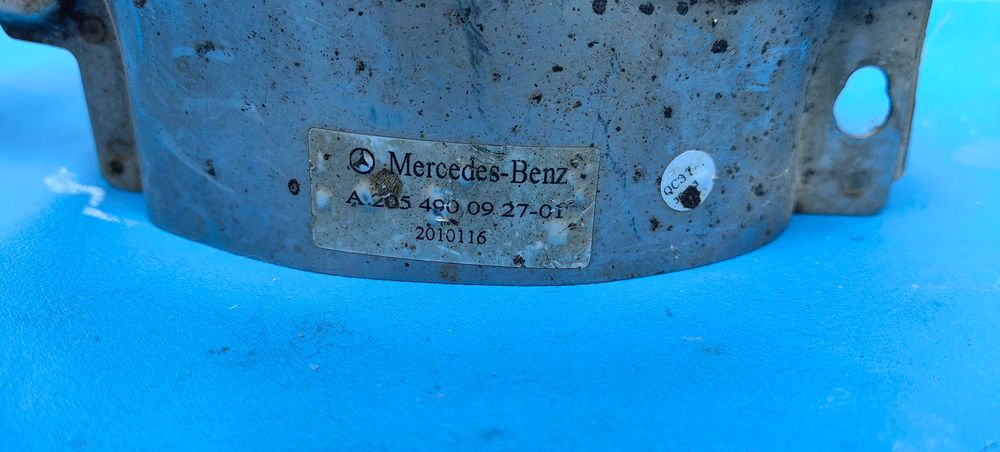 Mercedes-Benz
A 205 490 09 27-01
2010116
QC37